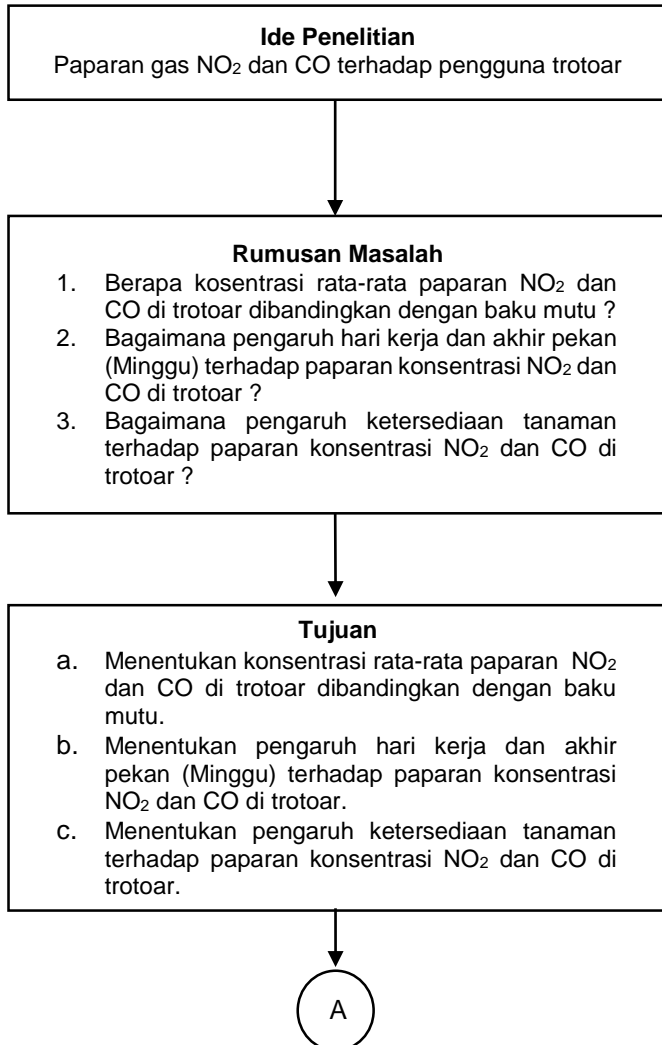 Ide Penelitian
Paparan gas NO₂ dan CO terhadap pengguna trotoar
Rumusan Masalah
1. Berapa kosentrasi rata-rata paparan NO₂ dan
CO di trotoar dibandingkan dengan baku mutu ?
2. Bagaimana pengaruh hari kerja dan akhir pekan
(Minggu) terhadap paparan konsentrasi NO₂ dan
CO di trotoar ?
3. Bagaimana pengaruh ketersediaan tanaman
terhadap paparan konsentrasi NO₂ dan CO di
trotoar ?
Tujuan
a. Menentukan konsentrasi rata-rata paparan NO₂
dan CO di trotoar dibandingkan dengan baku
mutu.
b. Menentukan pengaruh hari kerja dan akhir
pekan (Minggu) terhadap paparan konsentrasi
NO₂ dan CO di trotoar.
c. Menentukan pengaruh ketersediaan tanaman
terhadap paparan konsentrasi NO₂ dan CO di
trotoar.
A